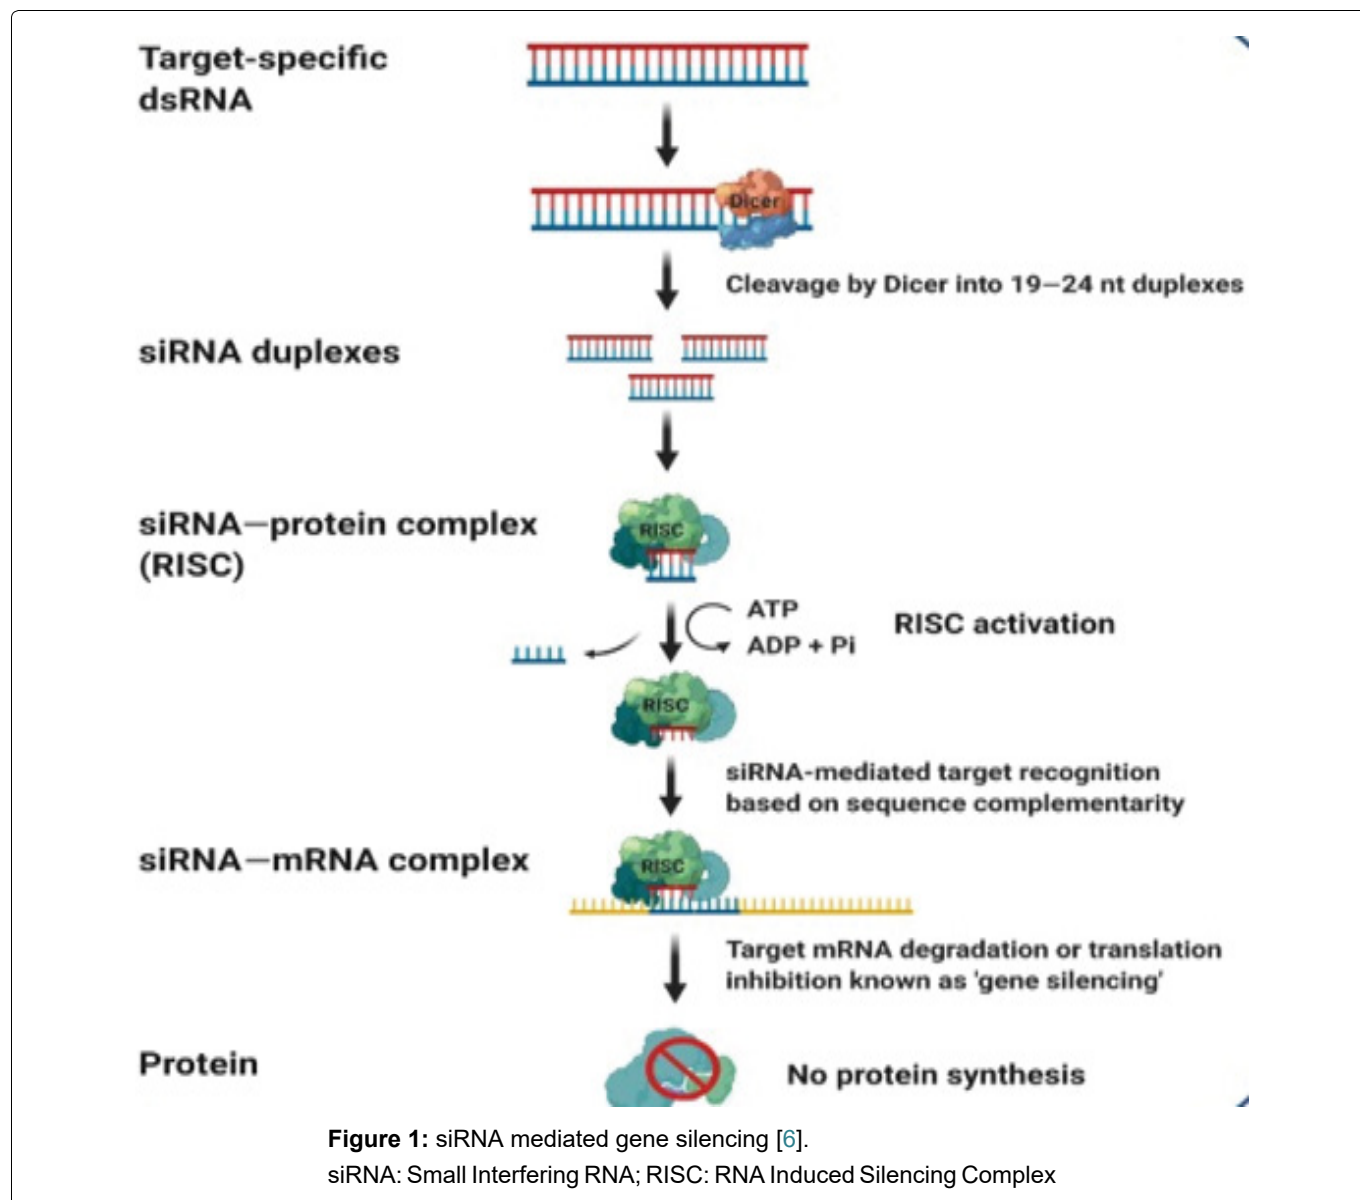 Target-specific
dsRNA
Dicer
Cleavage by Dicer into 19–24 nt duplexes
siRNA duplexes
siRNA–protein complex
(RISC)
RISC
ATP
ADP + Pi
RISC activation
RISC
siRNA-mediated target recognition
based on sequence complementarity
siRNA–mRNA complex
RISC
Target mRNA degradation or translation
inhibition known as 'gene silencing'
Protein
No protein synthesis
Figure 1: siRNA mediated gene silencing [6].
siRNA: Small Interfering RNA; RISC: RNA Induced Silencing Complex